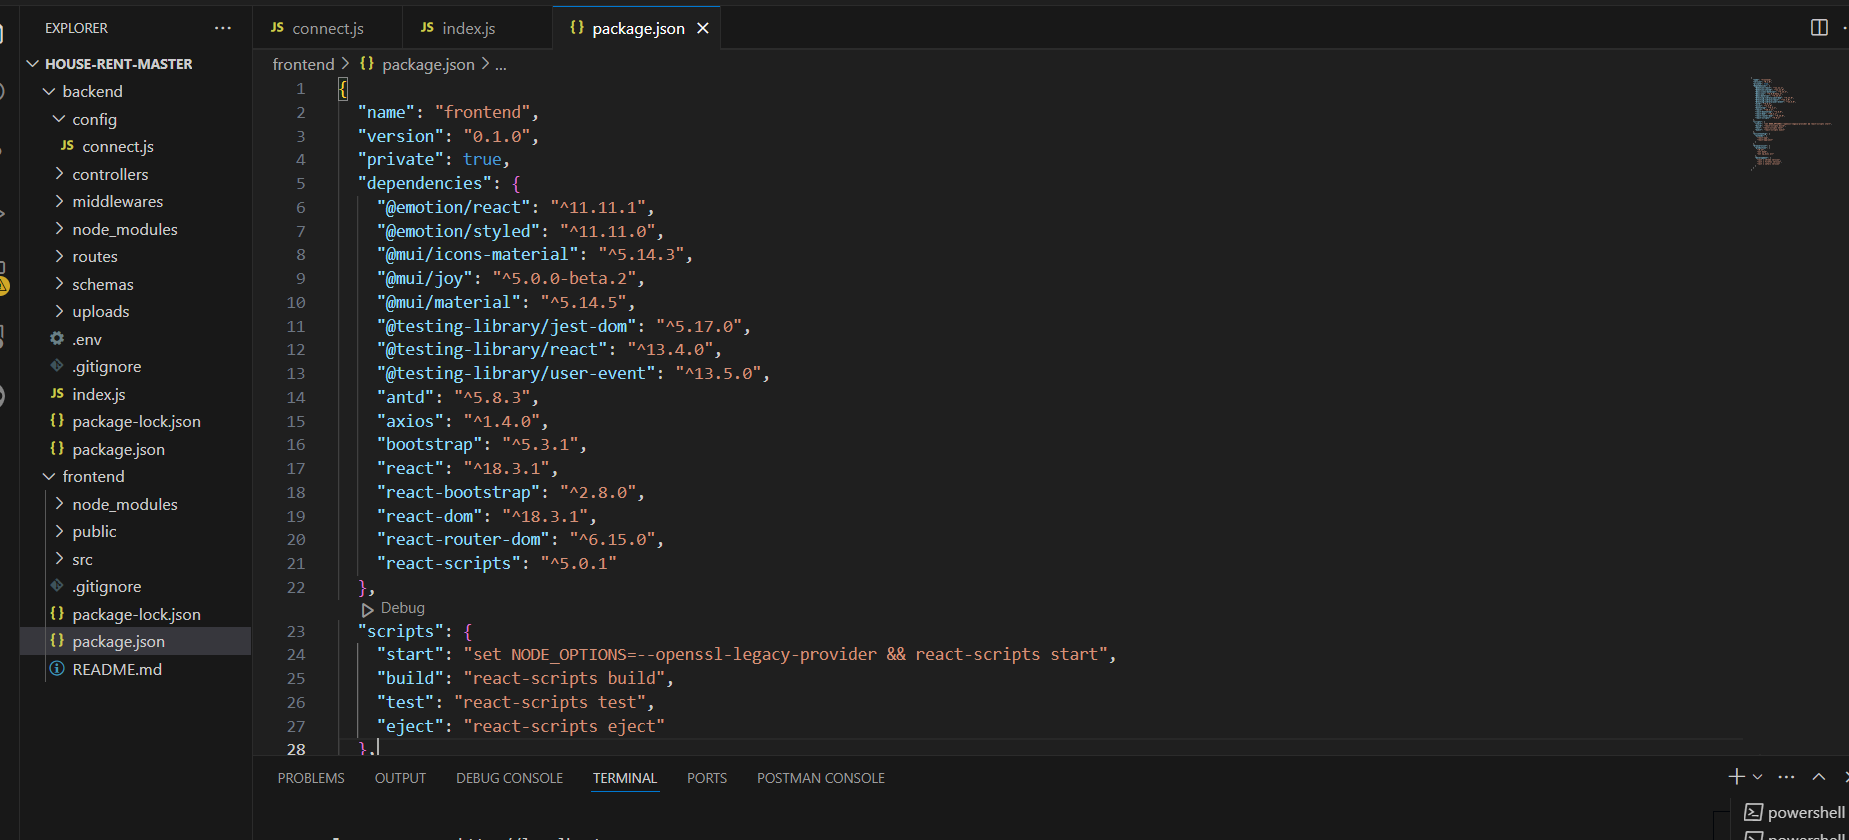 EXPLORER
HOUSE-RENT-MASTER
backend
config
JS connect.js
controllers
middlewares
node_modules
routes
schemas
uploads
.env
.gitignore
JS index.js
{} package-lock.json
{} package.json
frontend
node_modules
public
src
.gitignore
{} package-lock.json
{} package.json
README.md
JS connect.js
JS index.js
{} package.json
frontend > {} package.json > ...
1 {
2 "name": "frontend",
3 "version": "0.1.0",
4 "private": true,
5 "dependencies": {
6 "@emotion/react": "^11.11.1",
7 "@emotion/styled": "^11.11.0",
8 "@mui/icons-material": "^5.14.3",
9 "@mui/joy": "^5.0.0-beta.2",
10 "@mui/material": "^5.14.5",
11 "@testing-library/jest-dom": "^5.17.0",
12 "@testing-library/react": "^13.4.0",
13 "@testing-library/user-event": "^13.5.0",
14 "antd": "^5.8.3",
15 "axios": "^1.4.0",
16 "bootstrap": "^5.3.1",
17 "react": "^18.3.1",
18 "react-bootstrap": "^2.8.0",
19 "react-dom": "^18.3.1",
20 "react-router-dom": "^6.15.0",
21 "react-scripts": "^5.0.1"
22 },
Debug
23 "scripts": {
24 "start": "set NODE_OPTIONS=--openssl-legacy-provider && react-scripts start",
25 "build": "react-scripts build",
26 "test": "react-scripts test",
27 "eject": "react-scripts eject"
28 },
PROBLEMS OUTPUT DEBUG CONSOLE TERMINAL PORTS POSTMAN CONSOLE
powershell
powershell